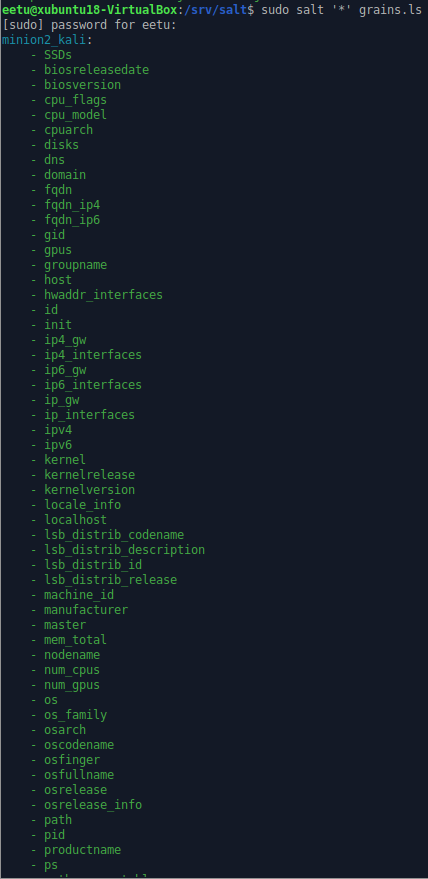 eetu@xubuntu18-VirtualBox:/srv/salt$ sudo salt '*' grains.ls
[sudo] password for eetu:
minion2_kali:
    - SSDs
    - biosreleasedate
    - biosversion
    - cpu_flags
    - cpu_model
    - cpuarch
    - disks
    - dns
    - domain
    - fqdn
    - fqdn_ip4
    - fqdn_ip6
    - gid
    - gpus
    - groupname
    - host
    - hwaddr_interfaces
    - id
    - init
    - ip4_gw
    - ip4_interfaces
    - ip6_gw
    - ip6_interfaces
    - ip_gw
    - ip_interfaces
    - ipv4
    - ipv6
    - kernel
    - kernelrelease
    - kernelversion
    - locale_info
    - localhost
    - lsb_distrib_codename
    - lsb_distrib_description
    - lsb_distrib_id
    - lsb_distrib_release
    - machine_id
    - manufacturer
    - master
    - mem_total
    - nodename
    - num_cpus
    - num_gpus
    - os
    - os_family
    - osarch
    - oscodename
    - osfinger
    - osfullname
    - osrelease
    - osrelease_info
    - path
    - pid
    - productname
    - ps